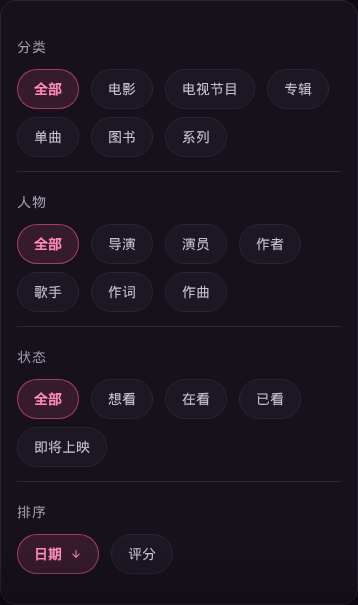 分类
全部 电影 电视节目 专辑
单曲 图书 系列
人物
全部 导演 演员 作者
歌手 作词 作曲
状态
全部 想看 在看 已看
即将上映
排序
日期 ↓ 评分